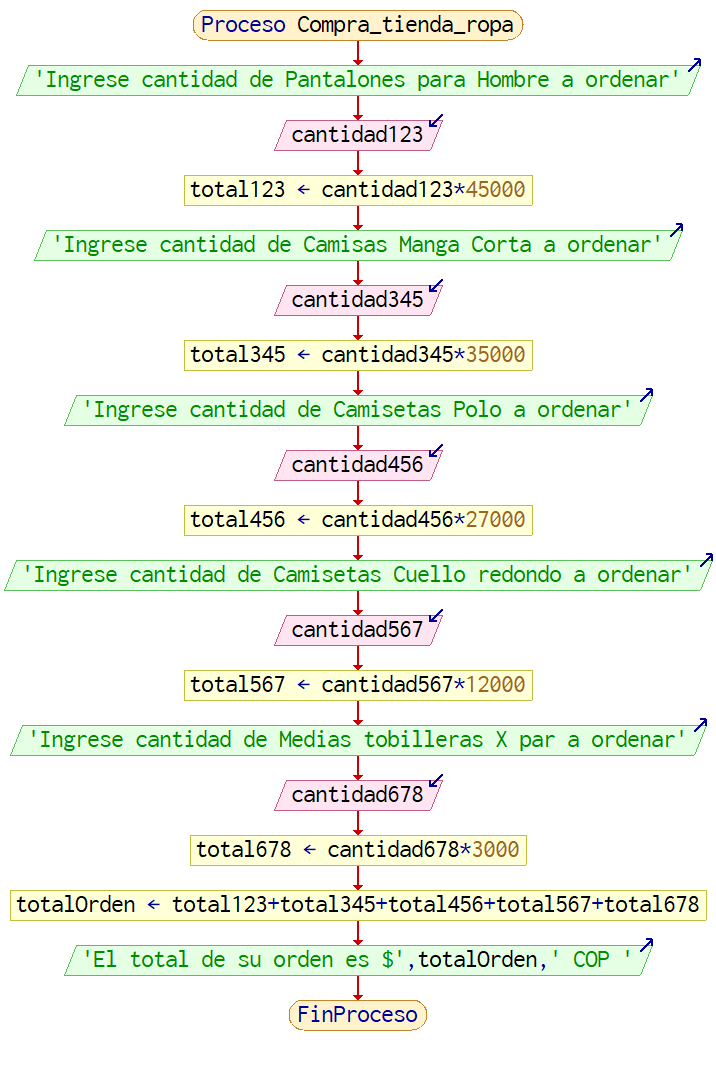 Proceso Compra_tienda_ropa
'Ingrese cantidad de Pantalones para Hombre a ordenar'
cantidad123
total123 ← cantidad123*45000
'Ingrese cantidad de Camisas Manga Corta a ordenar'
cantidad345
total345 ← cantidad345*35000
'Ingrese cantidad de Camisetas Polo a ordenar'
cantidad456
total456 ← cantidad456*27000
'Ingrese cantidad de Camisetas Cuello redondo a ordenar'
cantidad567
total567 ← cantidad567*12000
'Ingrese cantidad de Medias tobilleras X par a ordenar'
cantidad678
total678 ← cantidad678*3000
totalOrden ← total123+total345+total456+total567+total678
'El total de su orden es $',totalOrden,' COP '
FinProceso